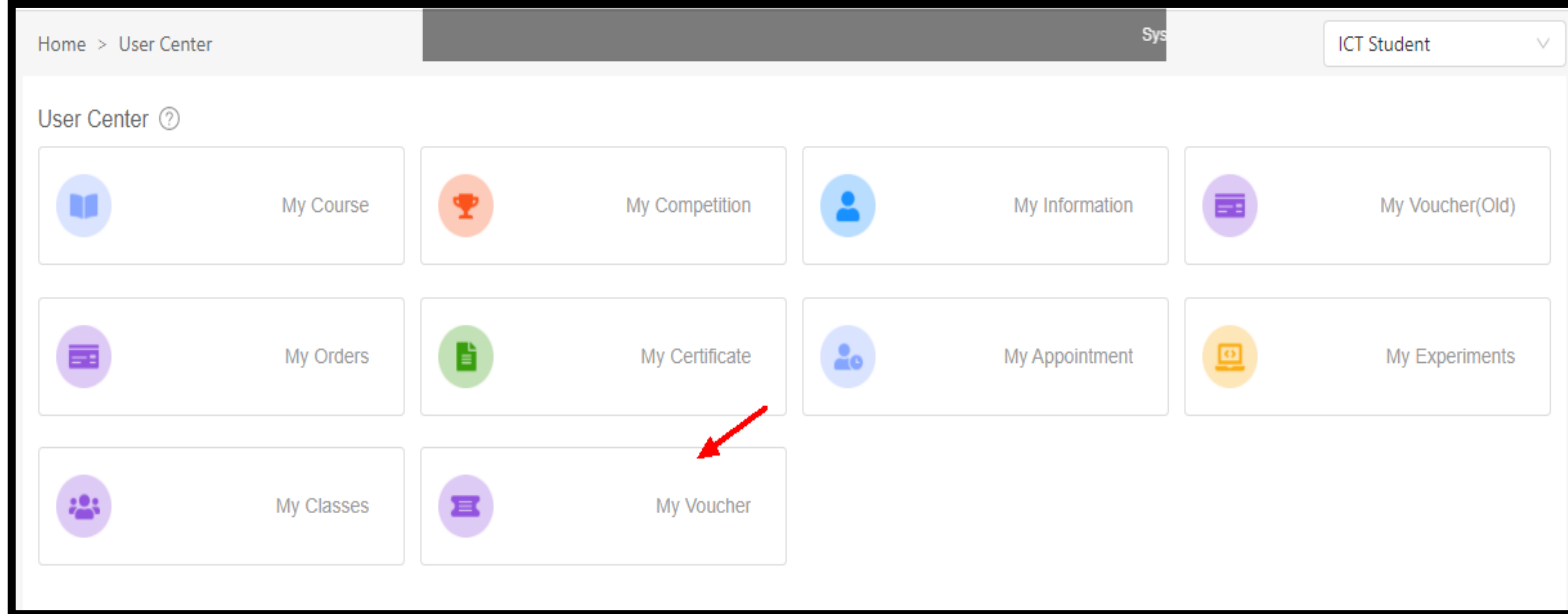 Home > User Center
Sys
ICT Student
User Center ?
My Course
My Competition
My Information
My Voucher(Old)
My Orders
My Certificate
My Appointment
My Experiments
My Classes
My Voucher